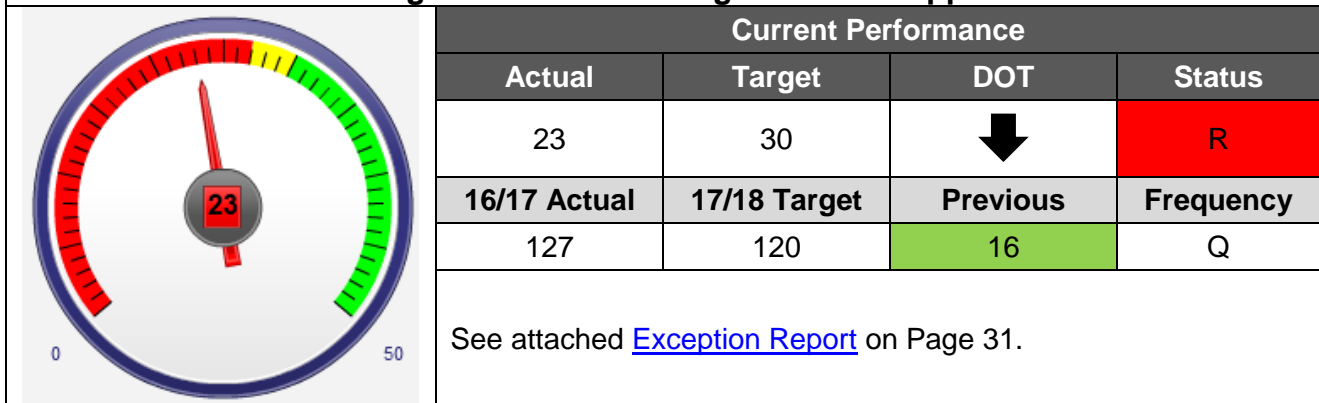 Current Performance
Actual Target DOT Status
23 30 R
16/17 Actual 17/18 Target Previous Frequency
127 120 16 Q
See attached Exception Report on Page 31.
23
0 50